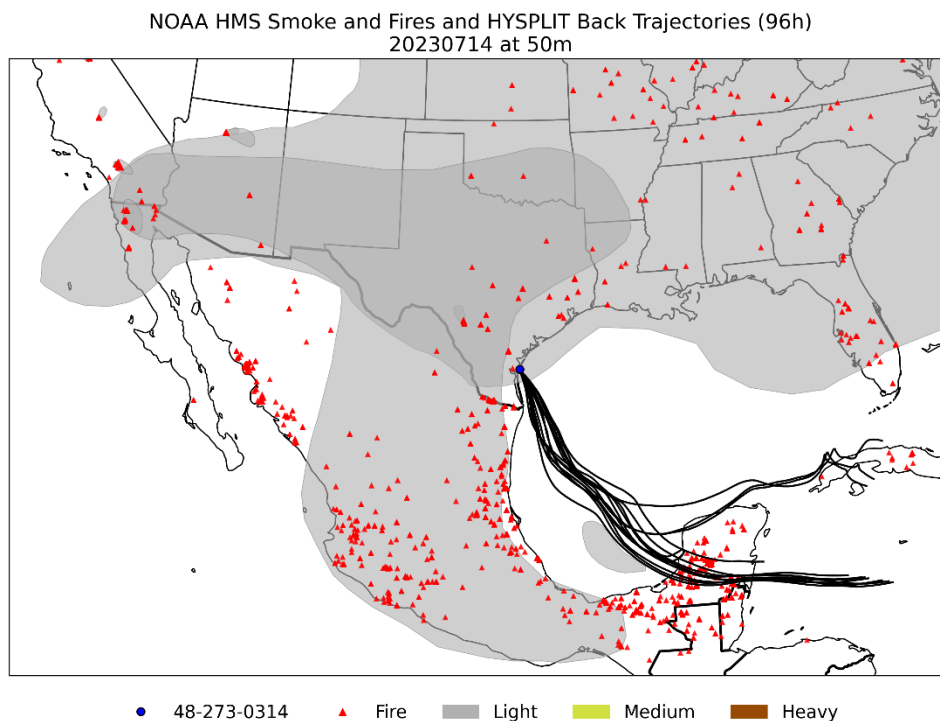 NOAA HMS Smoke and Fires and HYSPLIT Back Trajectories (96h)
20230714 at 50m
48-273-0314 Fire Light Medium Heavy